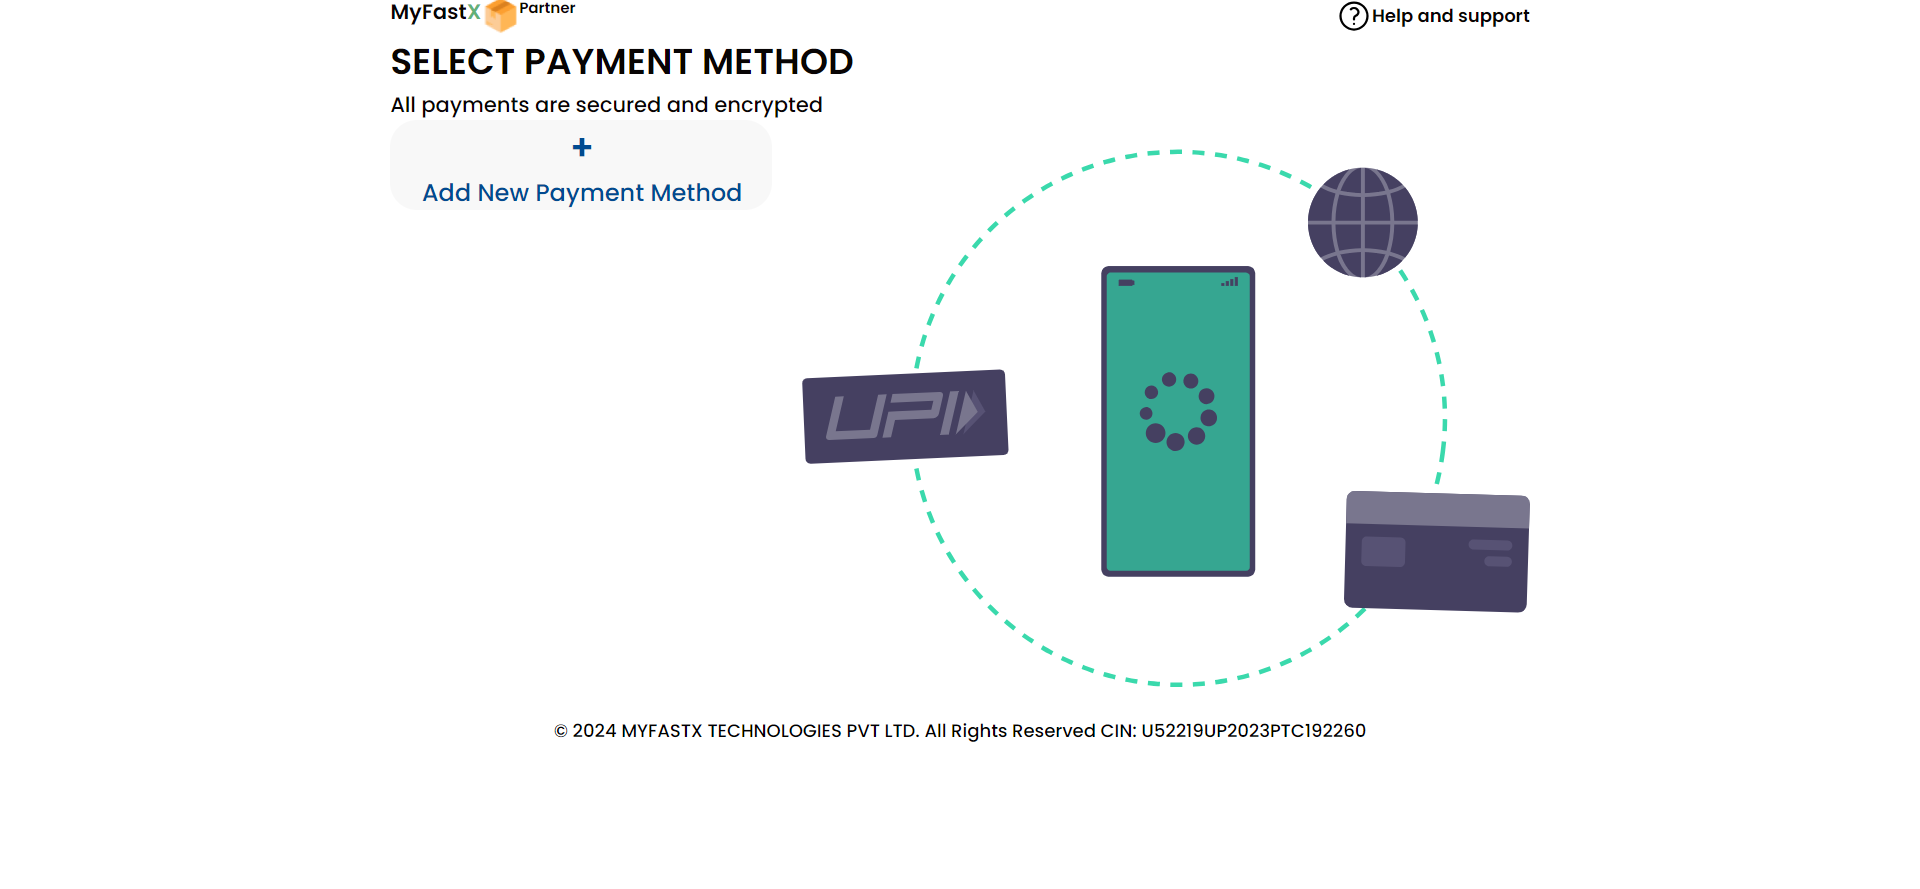 MyFastX Partner
Help and support
SELECT PAYMENT METHOD
All payments are secured and encrypted
+
Add New Payment Method
UPI
© 2024 MYFASTX TECHNOLOGIES PVT LTD. All Rights Reserved CIN: U52219UP2023PTC192260